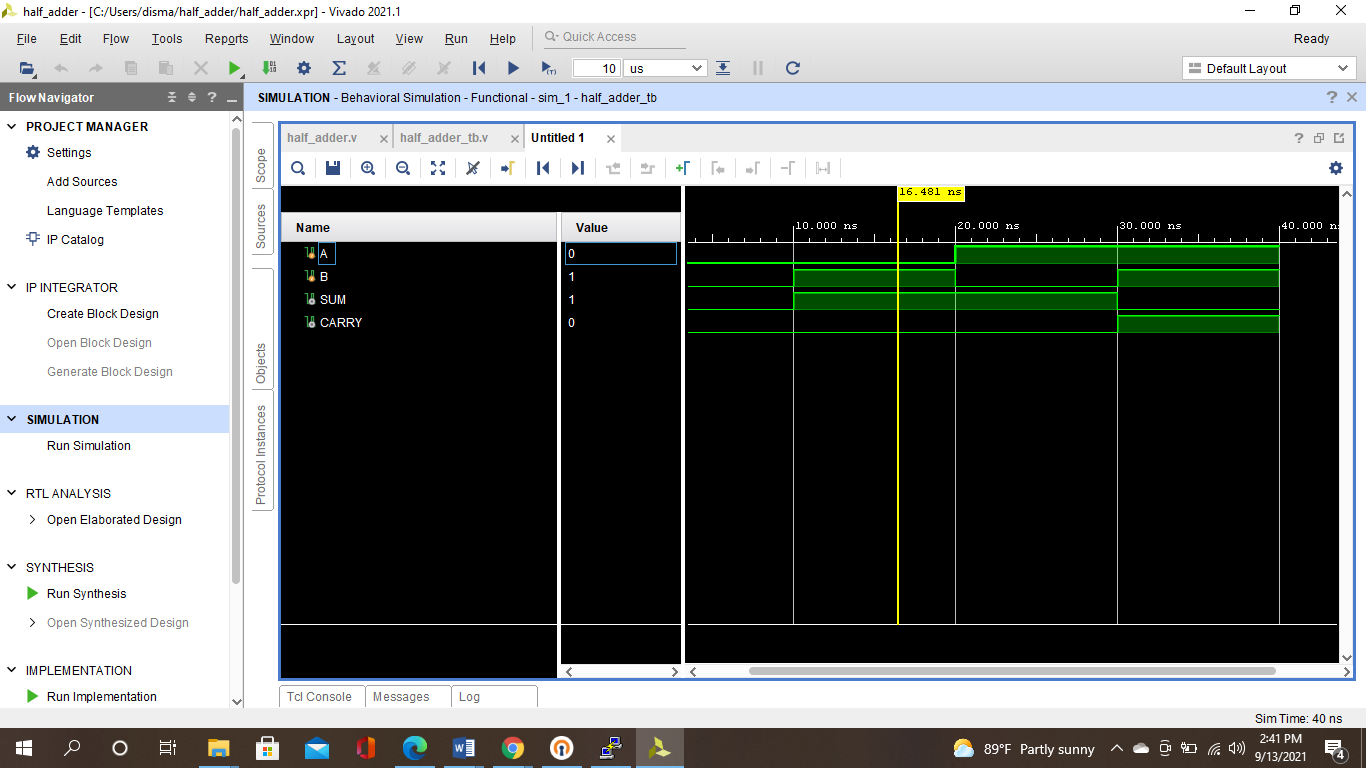 half_adder - [C:/Users/disma/half_adder/half_adder.xpr] - Vivado 2021.1
File Edit Flow Tools Reports Window Layout View Run Help Quick Access Ready
10 us Default Layout
Flow Navigator
SIMULATION - Behavioral Simulation - Functional - sim_1 - half_adder_tb
PROJECT MANAGER
Settings
Add Sources
Language Templates
IP Catalog
IP INTEGRATOR
Create Block Design
Open Block Design
Generate Block Design
SIMULATION
Run Simulation
RTL ANALYSIS
Open Elaborated Design
SYNTHESIS
Run Synthesis
Open Synthesized Design
IMPLEMENTATION
Run Implementation
Scope
Sources
Objects
Protocol Instances
half_adder.v half_adder_tb.v Untitled 1
16.481 ns
Name Value
10.000 ns 20.000 ns 30.000 ns 40.000 n
A 0
B 1
SUM 1
CARRY 0
Tcl Console Messages Log
Sim Time: 40 ns
89°F Partly sunny
2:41 PM
9/13/2021
4